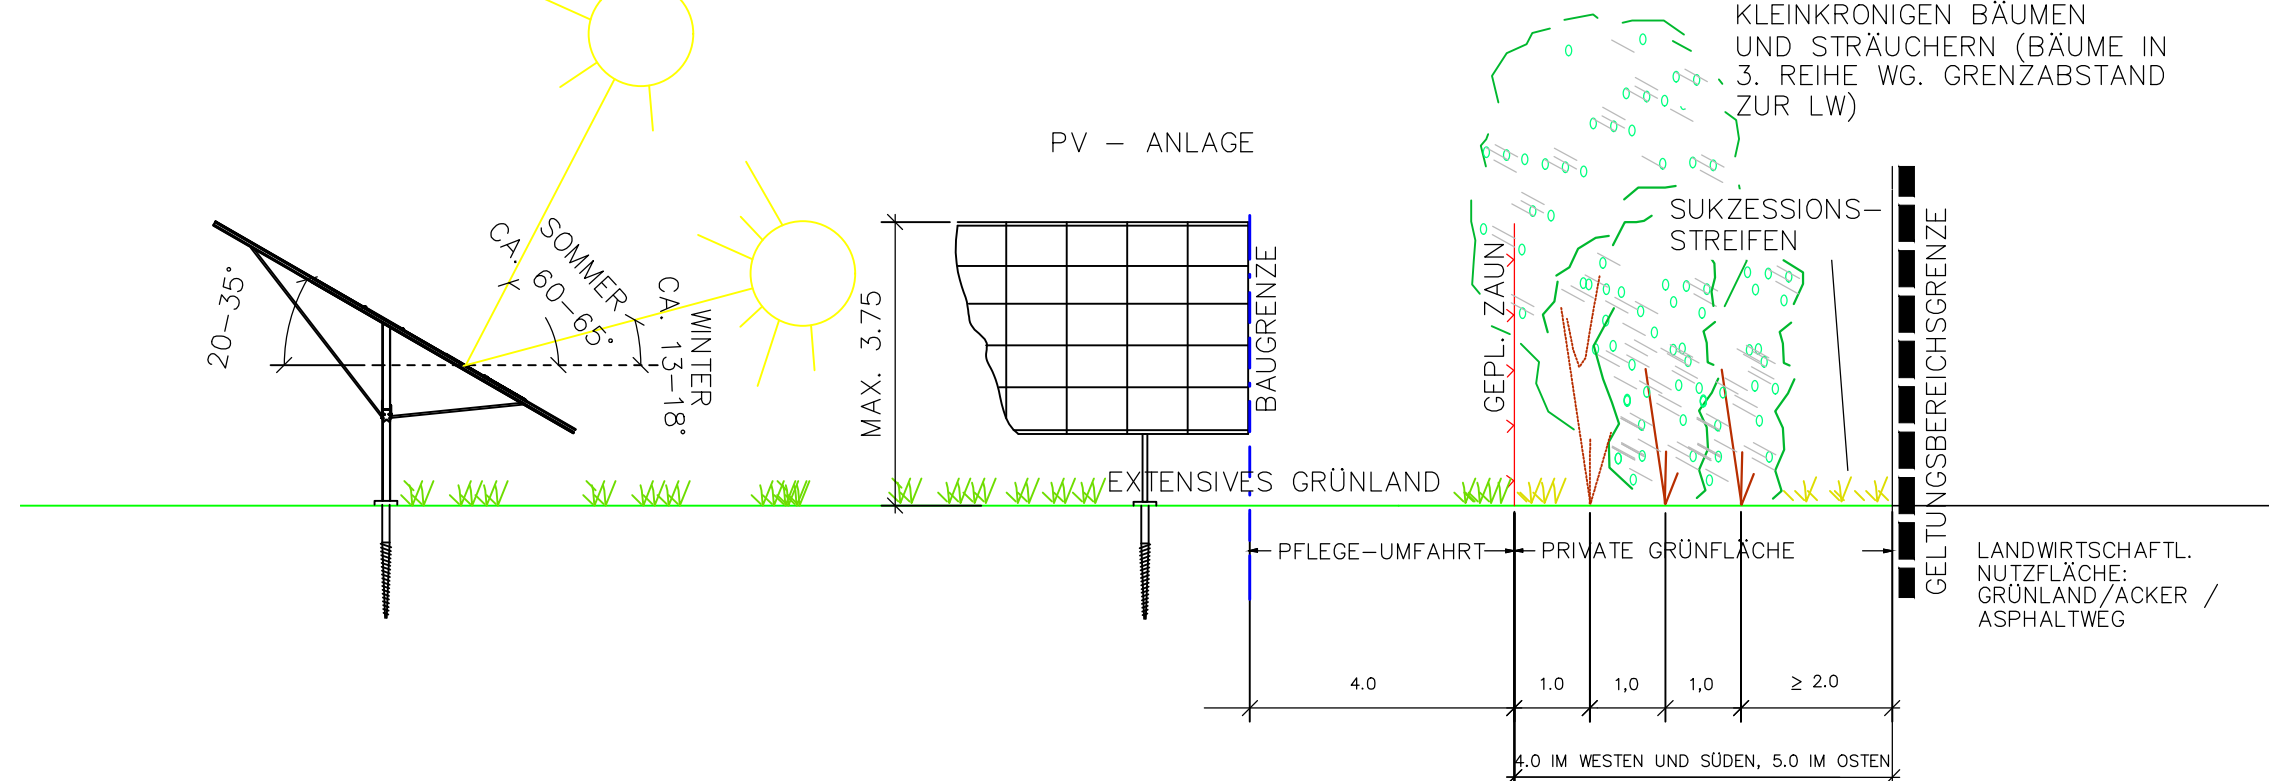 KLEINKRONIGEN BÄUMEN
UND STRÄUCHERN (BÄUME IN
3. REIHE WG. GRENZABSTAND
ZUR LW)
PV – ANLAGE
SUKZESSIONS–
STREIFEN
20–35°
SOMMER
CA. 60–65°
Y
WINTER
CA. 13–18°
MAX. 3.75
BAUGRENZE
GEPL. ZAUN
GELTUNGSBEREICHSGRENZE
EXTENSIVES GRÜNLAND
PFLEGE–UMFAHRT
PRIVATE GRÜNFLÄCHE
LANDWIRTSCHAFTL.
NUTZFLÄCHE:
GRÜNLAND/ACKER /
ASPHALTWEG
4.0
1.0
1,0
1,0
≥ 2.0
4.0 IM WESTEN UND SÜDEN, 5.0 IM OSTEN